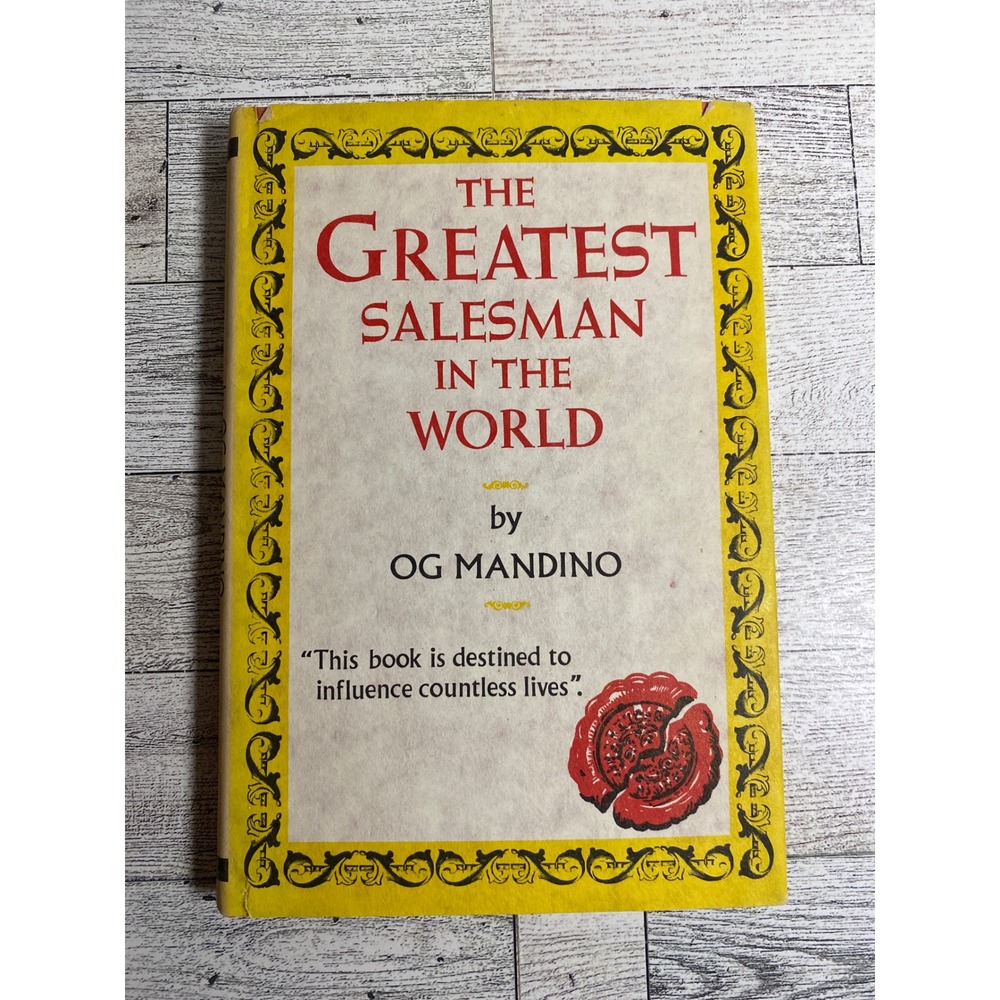 THE
GREATEST
SALESMAN
IN THE
WORLD
by
OG MANDINO
“This book is destined to
influence countless lives”.